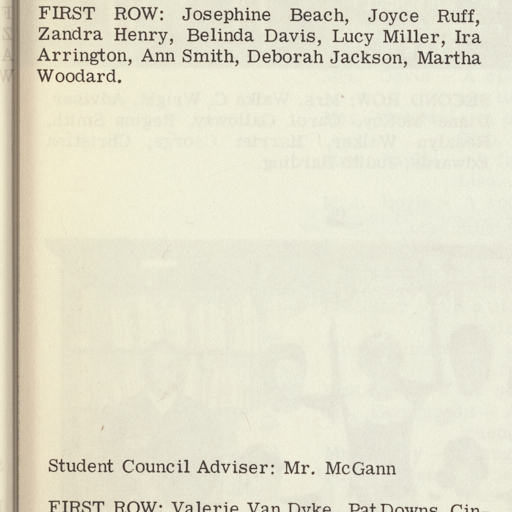 FIRST ROW: Josephine Beach, Joyce Ruff,
Zandra Henry, Belinda Davis, Lucy Miller, Ira
Arrington, Ann Smith, Deborah Jackson, Martha
Woodard.
Student Council Adviser: Mr. McGann
FIRST ROW: Valerie Van Dyke, Pat Downs, Cin-